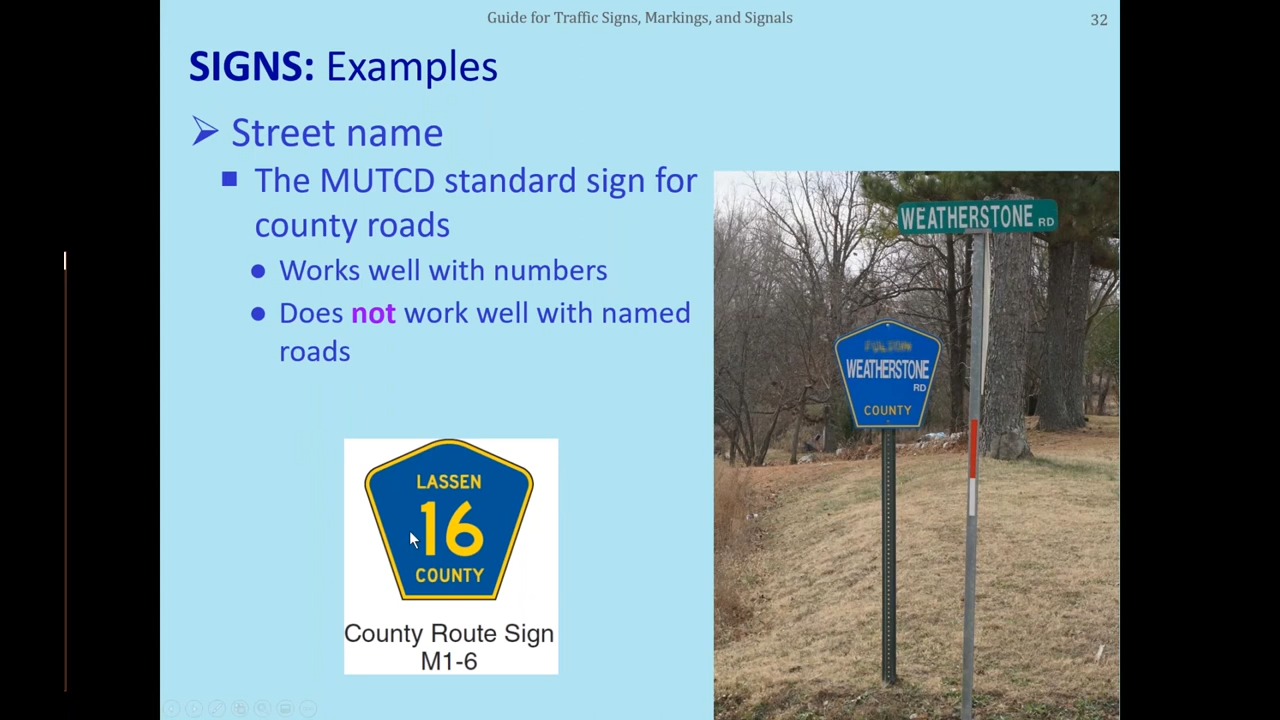 Guide for Traffic Signs, Markings, and Signals
32
SIGNS: Examples
Street name
The MUTCD standard sign for
county roads
Works well with numbers
Does not work well with named
roads
WEATHERSTONE RD
FULTON
WEATHERSTONE
RD
COUNTY
LASSEN
16
COUNTY
County Route Sign
M1-6